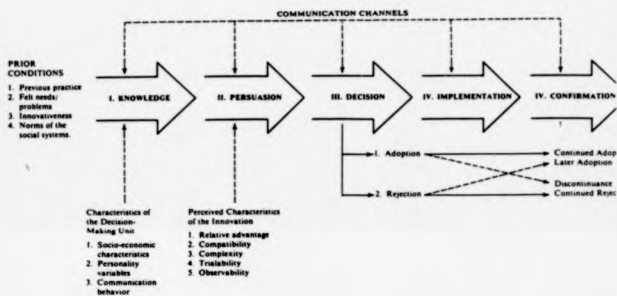 COMMUNICATION CHANNELS
PRIOR
CONDITIONS
1. Previous practice
2. Felt needs/
problems
3. Innovativeness
4. Norms of the
social systems.
I. KNOWLEDGE
II. PERSUASION
III. DECISION
IV. IMPLEMENTATION
IV. CONFIRMATION
1. Adoption
2. Rejection
Continued Adop
Later Adoption
Discontinuance
Continued Rejec
Characteristics of
the Decision-
Making Unit
1. Socio-economic
characteristics
2. Personality
variables
3. Communication
behavior
Perceived Characteristics
of the Innovation
1. Relative advantage
2. Compatibility
3. Complexity
4. Trialability
5. Observability